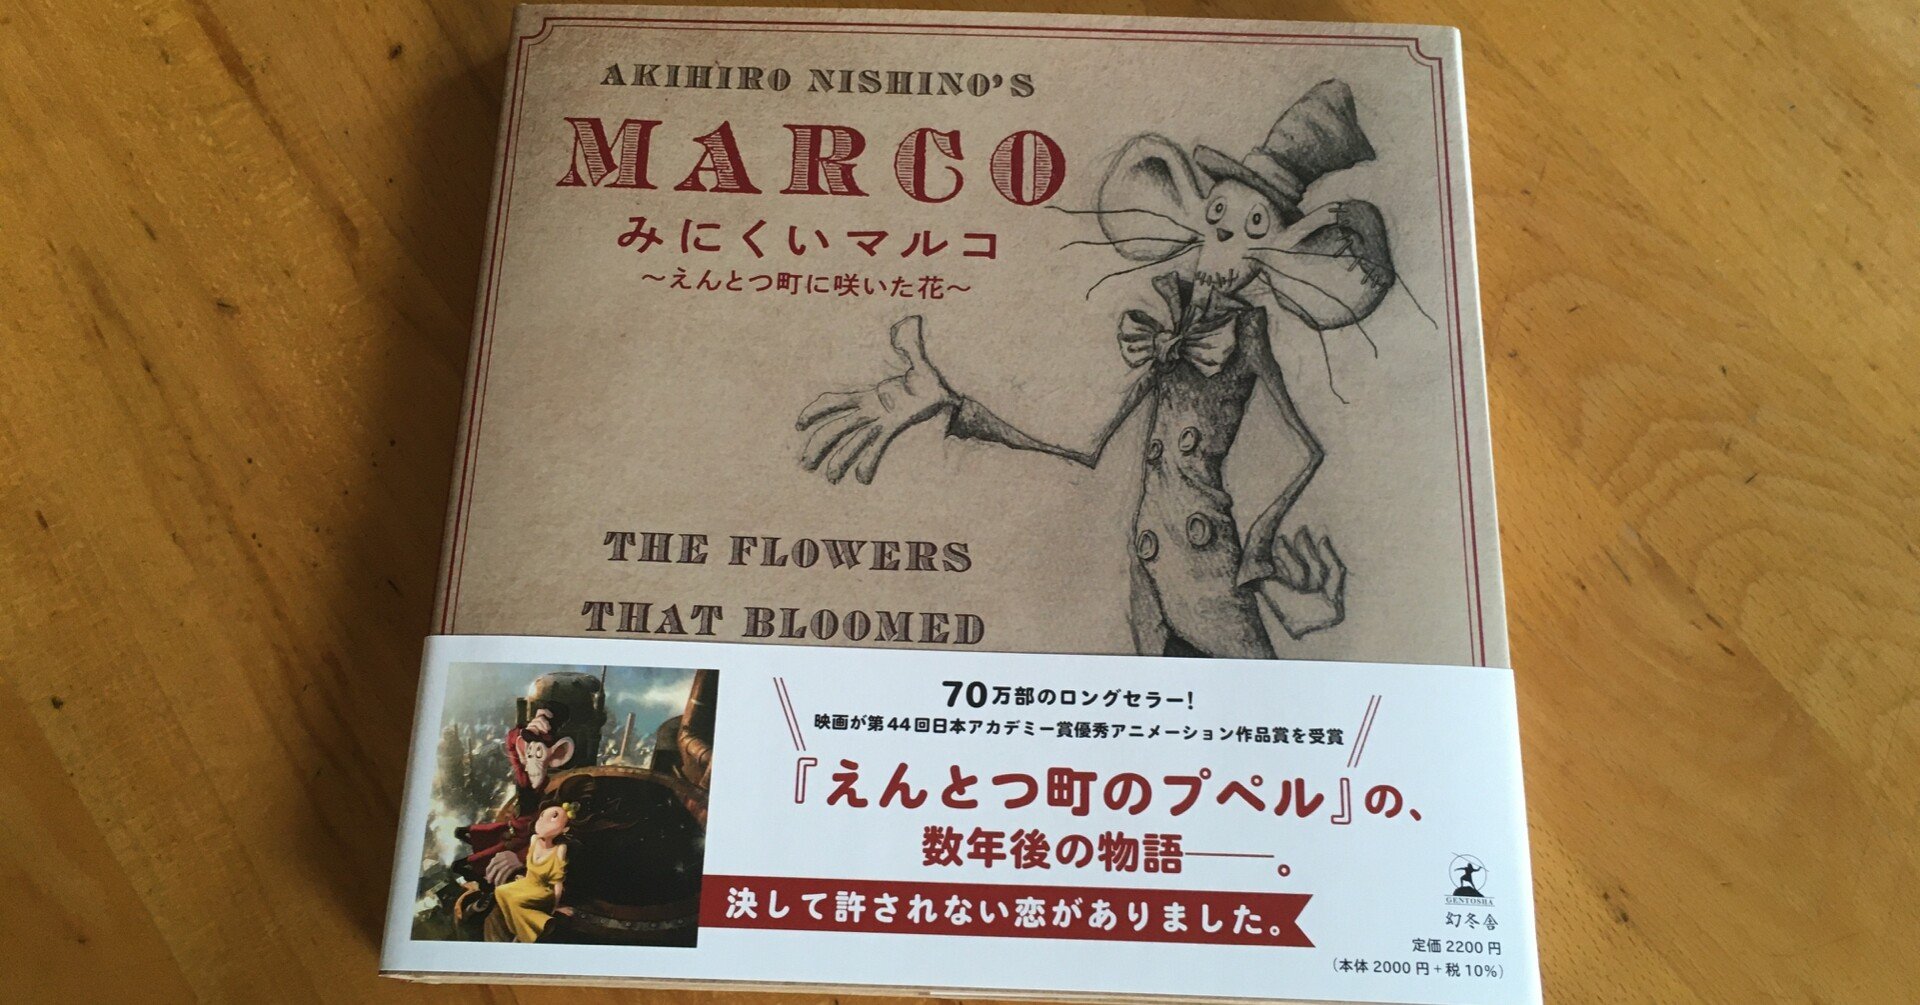 AKIHIRO NISHINO'S
MARCO
みにくいマルコ
～えんとつ町に咲いた花～
THE FLOWERS
THAT BLOOMED
70万部のロングセラー!
映画が第44回日本アカデミー賞優秀アニメーション作品賞を受賞
『えんとつ町のプペル』の、
数年後の物語──。
決して許されない恋がありました。
GENTOSHA
幻冬舎
定価2200円
(本体2000円+税10%)